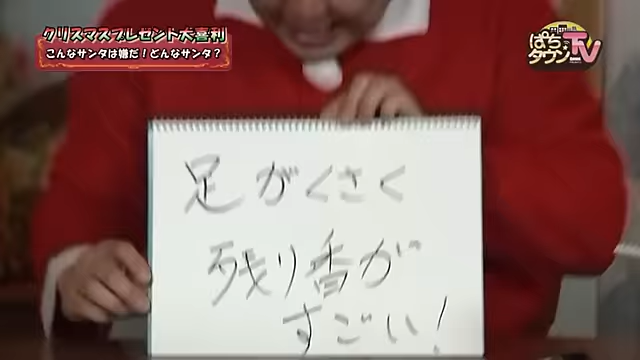 クリスマスプレゼント大喜利
こんなサンタは嫌だ！どんなサンタ？
ぱちタウンTV
足がくさく
残り香が
すごい！